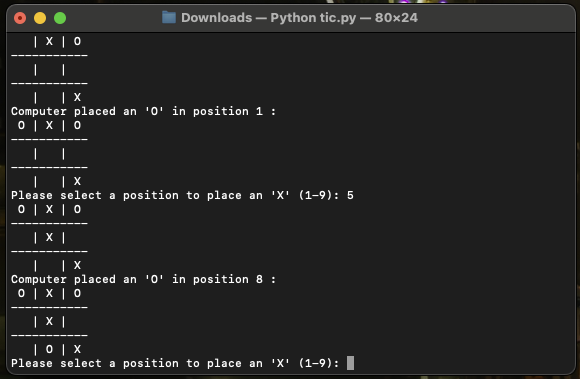 Downloads — Python tic.py — 80×24
   | X | O
-----------
   |   |
-----------
   |   | X
Computer placed an 'O' in position 1 :
 O | X | O
-----------
   |   |
-----------
   |   | X
Please select a position to place an 'X' (1-9): 5
 O | X | O
-----------
   | X |
-----------
   |   | X
Computer placed an 'O' in position 8 :
 O | X | O
-----------
   | X |
-----------
   | O | X
Please select a position to place an 'X' (1-9):